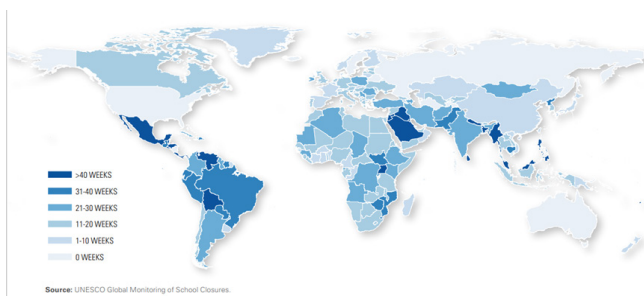 >40 WEEKS
31-40 WEEKS
21-30 WEEKS
11-20 WEEKS
1-10 WEEKS
0 WEEKS
Source: UNESCO Global Monitoring of School Closures.